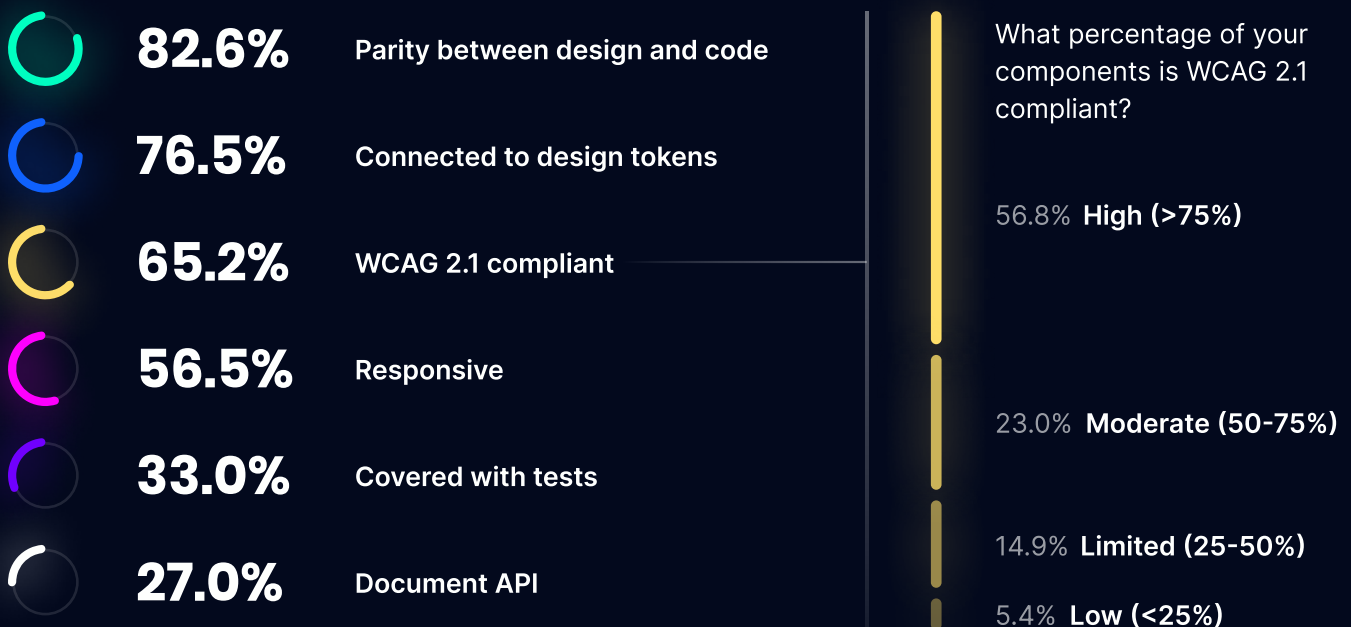 82.6% Parity between design and code
76.5% Connected to design tokens
65.2% WCAG 2.1 compliant
56.5% Responsive
33.0% Covered with tests
27.0% Document API
What percentage of your
components is WCAG 2.1
compliant?
56.8% High (>75%)
23.0% Moderate (50-75%)
14.9% Limited (25-50%)
5.4% Low (<25%)